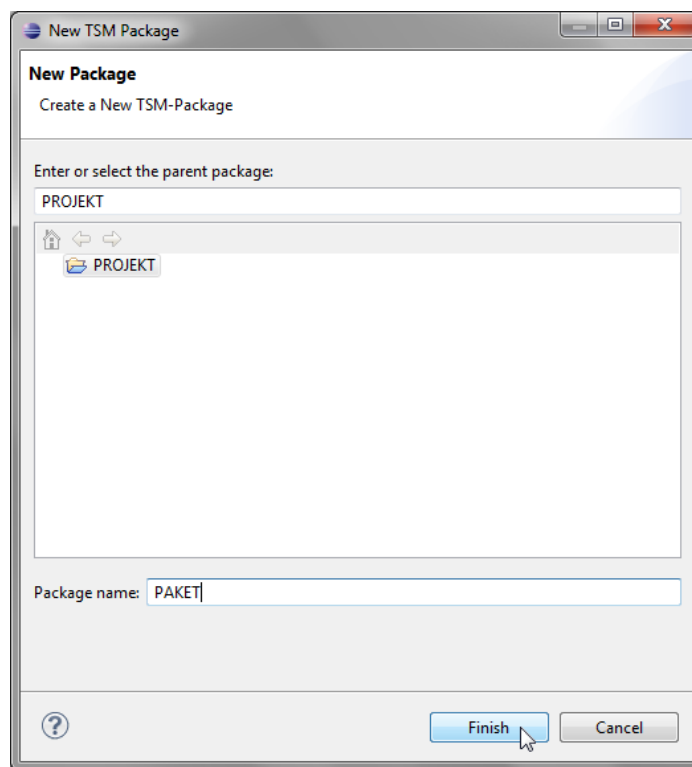 New TSM Package
New Package
Create a New TSM-Package
Enter or select the parent package:
PROJEKT
PROJEKT
Package name: PAKET
Finish Cancel